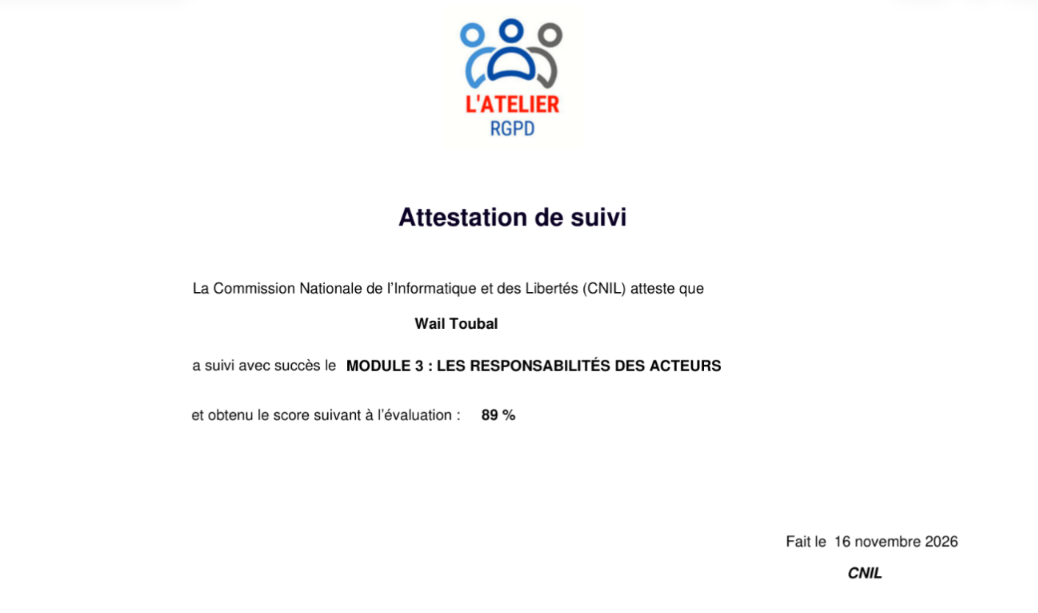 L'ATELIER
RGPD
Attestation de suivi
La Commission Nationale de l'Informatique et des Libertés (CNIL) atteste que
Wail Toubal
a suivi avec succès le MODULE 3 : LES RESPONSABILITÉS DES ACTEURS
et obtenu le score suivant à l'évaluation : 89 %
Fait le 16 novembre 2026
CNIL